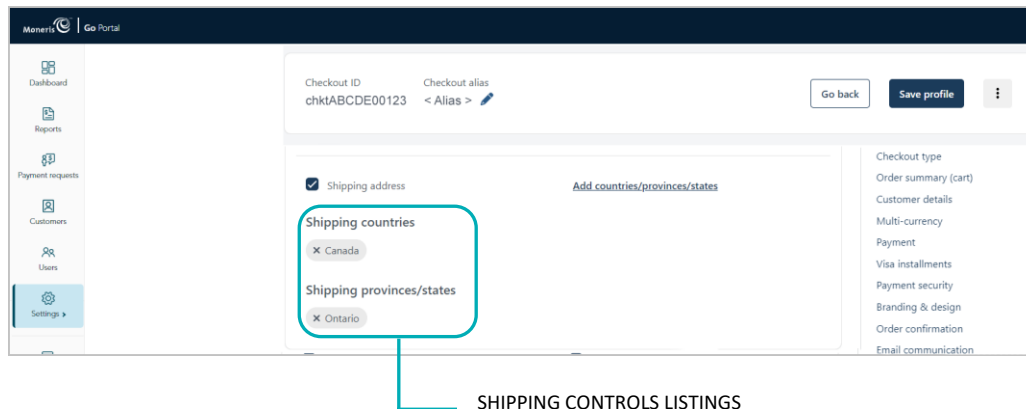 Moneris Go Portal
Dashboard
Reports
Payment requests
Customers
Users
Settings
Checkout ID Checkout alias
chktABCDE00123 < Alias >
Go back Save profile
Shipping address Add countries/provinces/states
Shipping countries
× Canada
Shipping provinces/states
× Ontario
Checkout type
Order summary (cart)
Customer details
Multi-currency
Payment
Visa installments
Payment security
Branding & design
Order confirmation
Email communication
SHIPPING CONTROLS LISTINGS